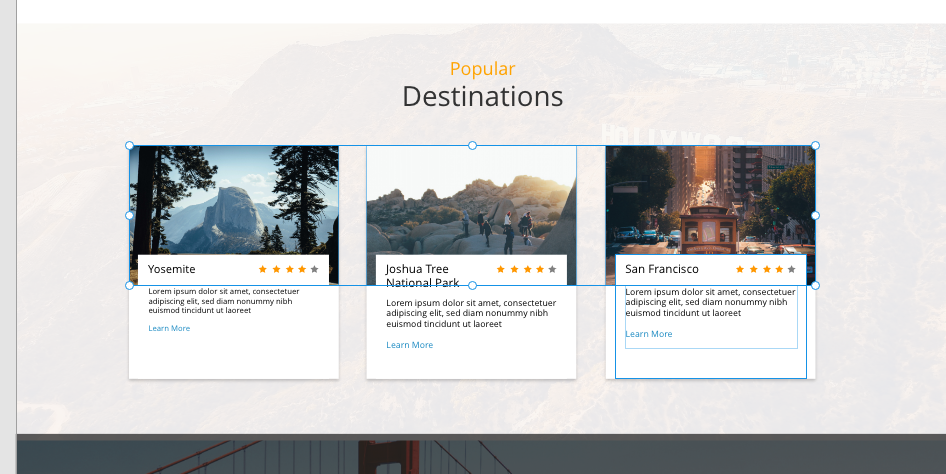 Popular
Destinations
HOLLYWOOD
Yosemite
Lorem ipsum dolor sit amet, consectetuer
adipiscing elit, sed diam nonummy nibh
euismod tincidunt ut laoreet
Learn More
Joshua Tree
National Park
Lorem ipsum dolor sit amet, consectetuer
adipiscing elit, sed diam nonummy nibh
euismod tincidunt ut laoreet
Learn More
San Francisco
Lorem ipsum dolor sit amet, consectetuer
adipiscing elit, sed diam nonummy nibh
euismod tincidunt ut laoreet
Learn More